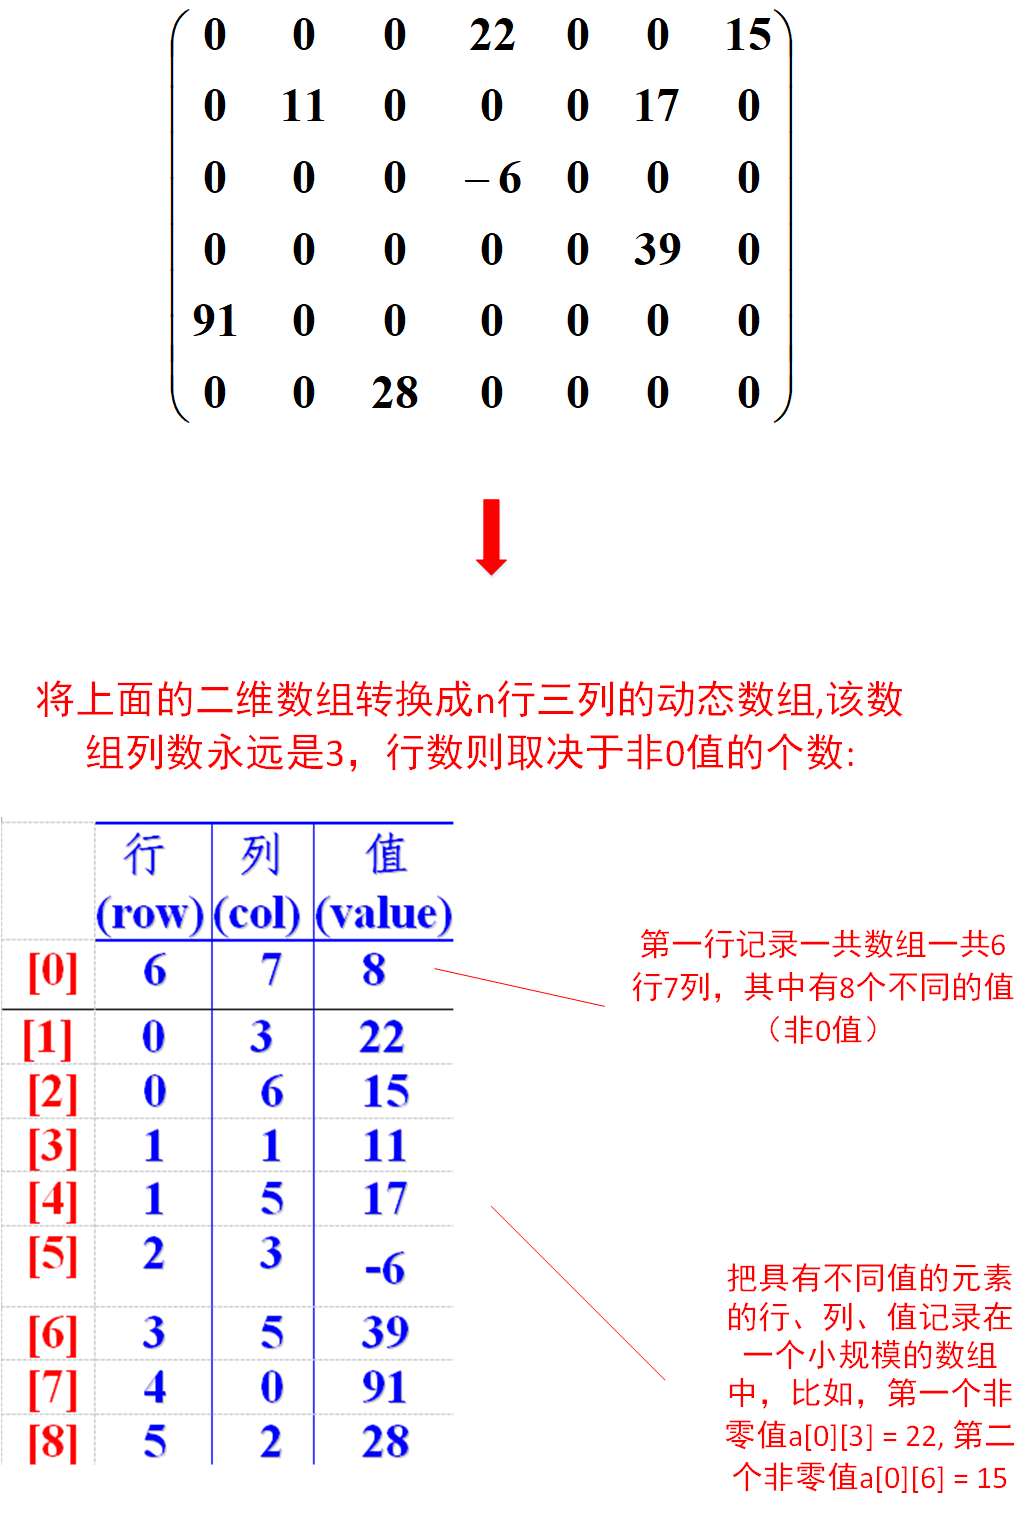 0 0 0 22 0 0 15
0 11 0 0 0 17 0
0 0 0 －6 0 0 0
0 0 0 0 0 39 0
91 0 0 0 0 0 0
0 0 28 0 0 0 0
将上面的二维数组转换成n行三列的动态数组,该数
组列数永远是3，行数则取决于非0值的个数:
行 列 值
(row) (col) (value)
[0] 6 7 8
[1] 0 3 22
[2] 0 6 15
[3] 1 1 11
[4] 1 5 17
[5] 2 3 -6
[6] 3 5 39
[7] 4 0 91
[8] 5 2 28
第一行记录一共数组一共6
行7列，其中有8个不同的值
（非0值）
把具有不同值的元素
的行、列、值记录在
一个小规模的数组
中，比如，第一个非
零值a[0][3] = 22, 第二
个非零值a[0][6] = 15